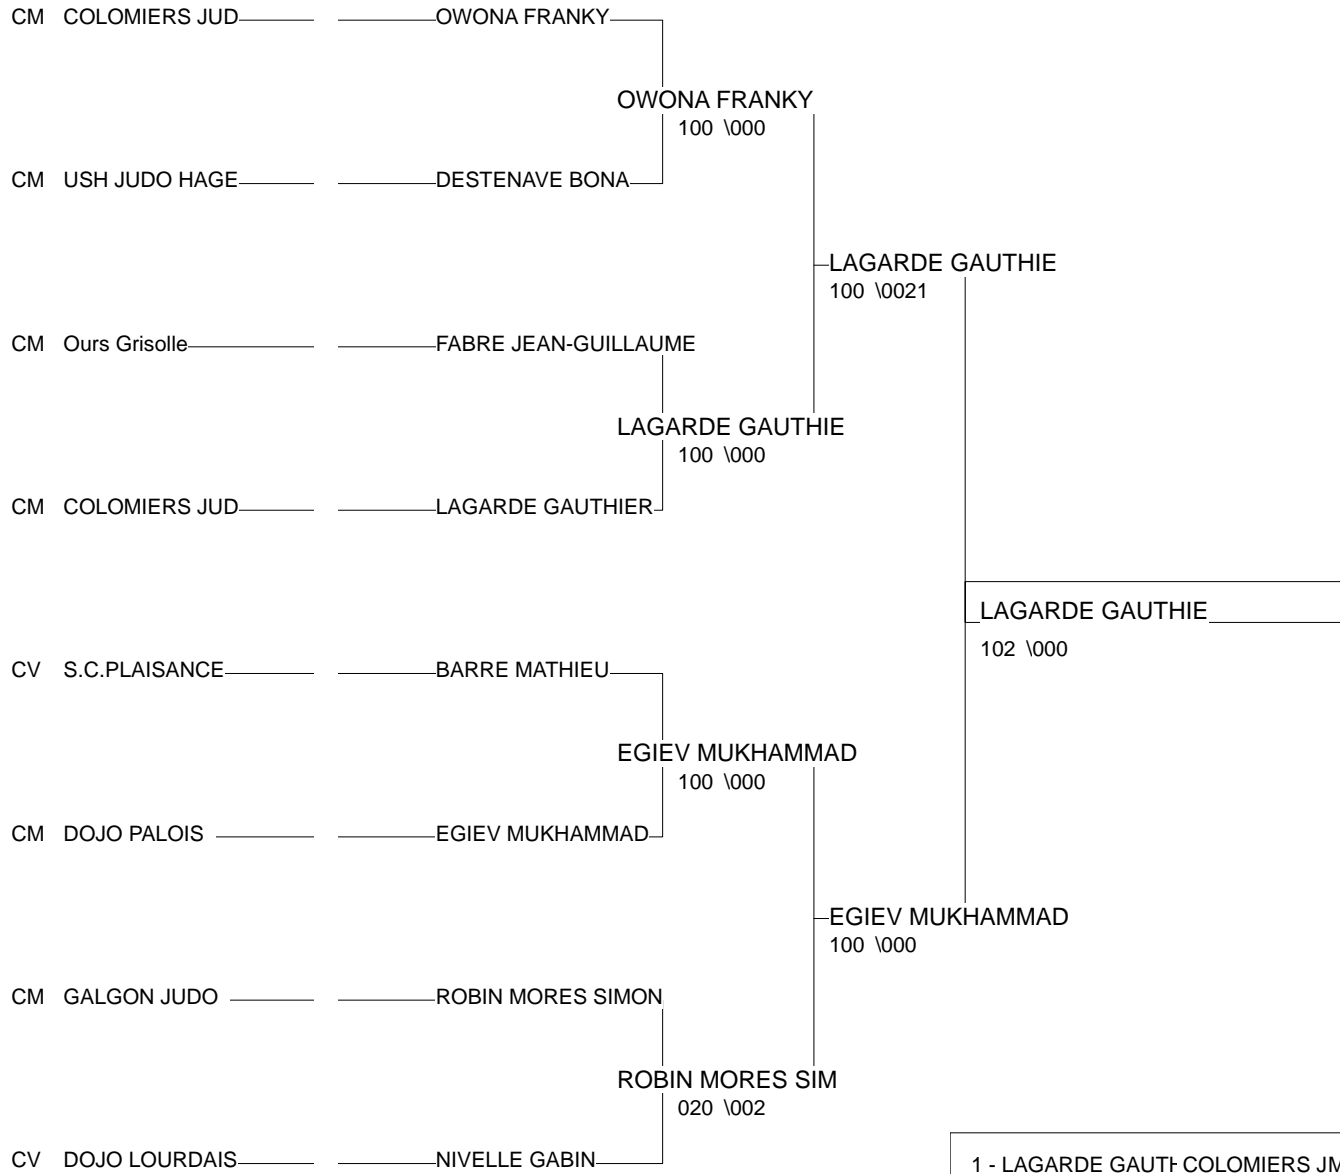 CM COLOMIERS JUD OWONA FRANKY
OWONA FRANKY
100 \000
CM USH JUDO HAGE DESTENAVE BONA
LAGARDE GAUTHIE
100 \0021
CM Ours Grisolle FABRE JEAN-GUILLAUME
LAGARDE GAUTHIE
100 \000
CM COLOMIERS JUD LAGARDE GAUTHIER
LAGARDE GAUTHIE
102 \000
CV S.C.PLAISANCE BARRE MATHIEU
EGIEV MUKHAMMAD
100 \000
CM DOJO PALOIS EGIEV MUKHAMMAD
EGIEV MUKHAMMAD
100 \000
CM GALGON JUDO ROBIN MORES SIMON
ROBIN MORES SIM
020 \002
CV DOJO LOURDAIS NIVELLE GABIN
1 - LAGARDE GAUTH COLOMIERS JM